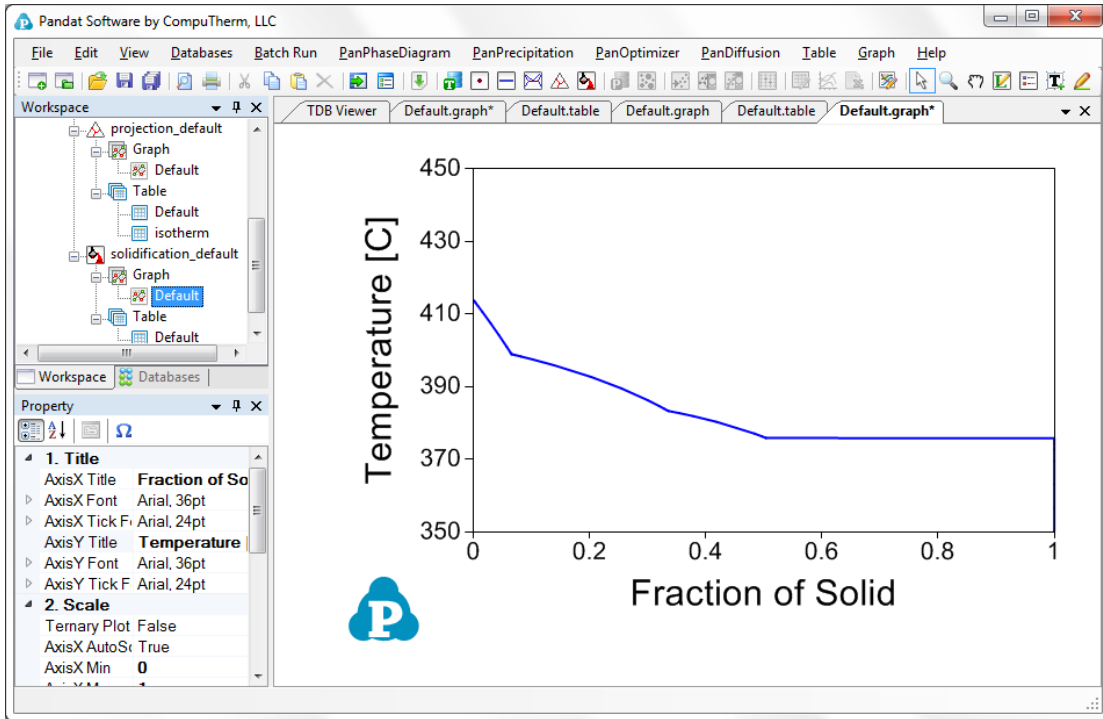 Pandat Software by CompuTherm, LLC
File Edit View Databases Batch Run PanPhaseDiagram PanPrecipitation PanOptimizer PanDiffusion Table Graph Help
Workspace
projection_default
Graph
Default
Table
Default
isotherm
solidification_default
Graph
Default
Table
Default
Workspace Databases
Property
1. Title
AxisX Title Fraction of So
AxisX Font Arial, 36pt
AxisX Tick Fo Arial, 24pt
AxisY Title Temperature
AxisY Font Arial, 36pt
AxisY Tick F Arial, 24pt
2. Scale
Ternary Plot False
AxisX AutoSc True
AxisX Min 0
TDB Viewer Default.graph* Default.table Default.graph Default.table Default.graph*
Temperature [C]
450
430
410
390
370
350
0 0.2 0.4 0.6 0.8 1
Fraction of Solid
P